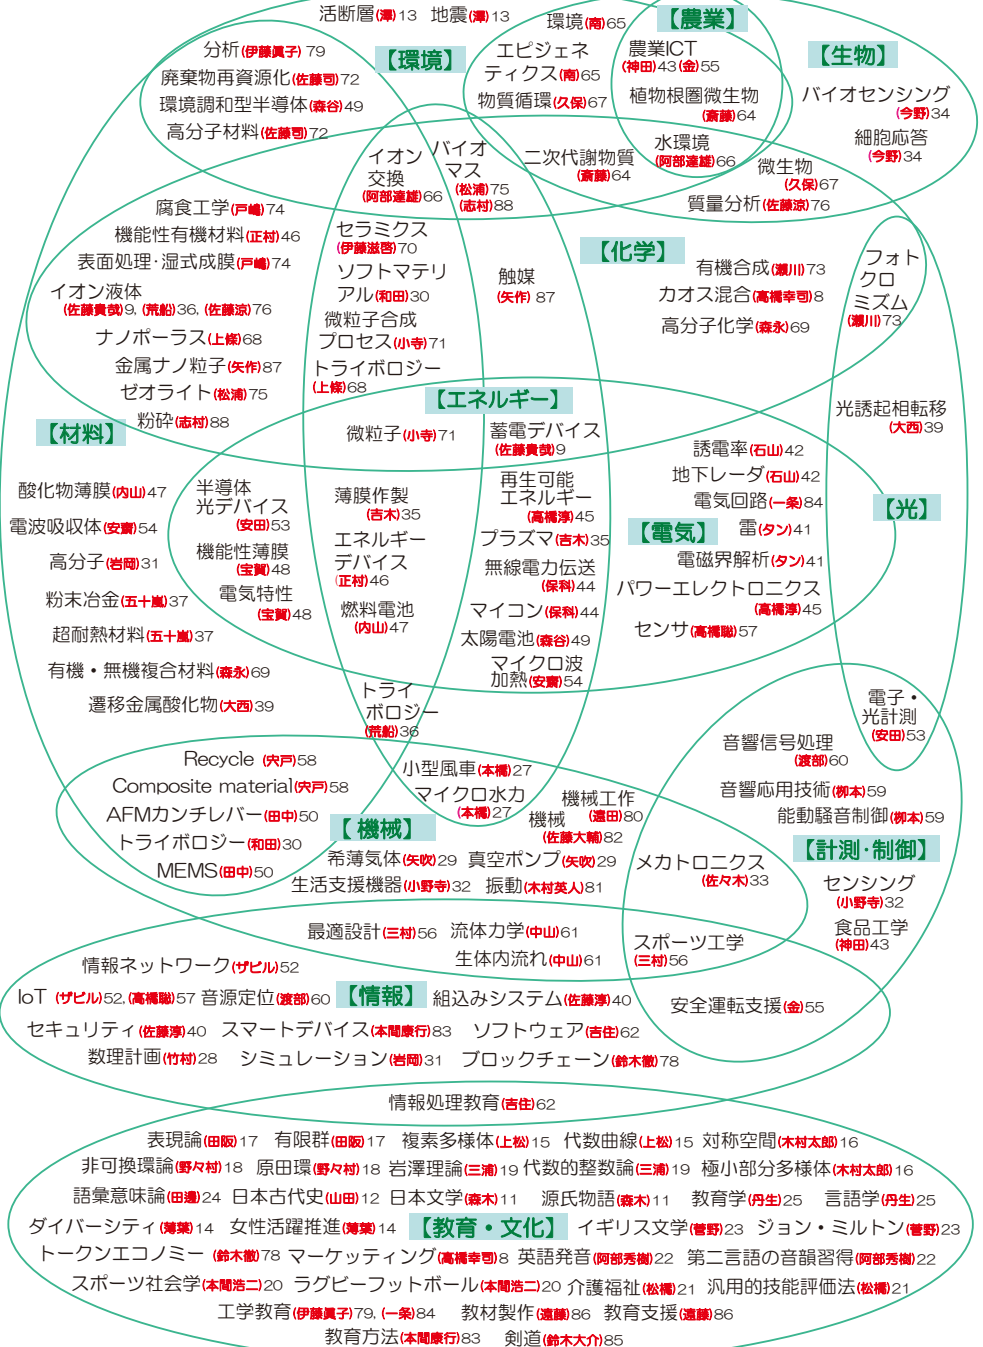 活断層(澤)13 地震(澤)13
環境(南)65
【農業】
【生物】
【環境】
分析(伊藤眞子)79
廃棄物再資源化(佐藤司)72
環境調和型半導体(森谷)49
高分子材料(佐藤司)72
エピジェネ
ティクス(南)65
物質循環(久保)67
農業ICT
(神田)43(金)55
植物根圏微生物
(斎藤)64
水環境
(阿部達雄)66
バイオセンシング
(今野)34
細胞応答
(今野)34
イオン
交換
(阿部達雄)66
バイオ
マス
(松浦)75
(志村)88
二次代謝物質
(斎藤)64
微生物
(久保)67
質量分析(佐藤涼)76
腐食工学(戸嶋)74
機能性有機材料(正村)46
表面処理･湿式成膜(戸嶋)74
イオン液体
(佐藤貴哉)9, (荒船)36, (佐藤涼)76
ナノポーラス(上條)68
金属ナノ粒子(矢作)87
ゼオライト(松浦)75
粉砕(志村)88
セラミクス
(伊藤滋啓)70
ソフトマテリ
アル(和田)30
微粒子合成
プロセス(小寺)71
トライボロジー
(上條)68
触媒
(矢作)87
【化学】
有機合成(瀬川)73
カオス混合(高橋幸司)8
高分子化学(森永)69
フォト
クロ
ミズム
(瀬川)73
【エネルギー】
【材料】
微粒子(小寺)71
蓄電デバイス
(佐藤貴哉)9
光誘起相転移
(大西)39
誘電率(石山)42
地下レーダ(石山)42
電気回路(一条)84
【光】
【電気】
雷(タン)41
電磁界解析(タン)41
パワーエレクトロニクス
(高橋淳)45
センサ(高橋聡)57
酸化物薄膜(内山)47
電波吸収体(安齋)54
高分子(岩岡)31
粉末冶金(五十嵐)37
超耐熱材料(五十嵐)37
有機・無機複合材料(森永)69
遷移金属酸化物(大西)39
半導体
光デバイス
(安田)53
機能性薄膜
(宝賀)48
電気特性
(宝賀)48
薄膜作製
(吉木)35
エネルギー
デバイス
(正村)46
燃料電池
(内山)47
再生可能
エネルギー
(高橋淳)45
プラズマ(吉木)35
無線電力伝送
(保科)44
マイコン(保科)44
太陽電池(森谷)49
マイクロ波
加熱(安齋)54
トライ
ボロジー
(荒船)36
電子・
光計測
(安田)53
Recycle (宍戸)58
Composite material(宍戸)58
AFMカンチレバー(田中)50
トライボロジー(和田)30
MEMS(田中)50
小型風車(本橋)27
マイクロ水力
(本橋)27
【機械】
機械工作
(遠田)80
機械
(佐藤大輔)82
希薄気体(矢吹)29 真空ポンプ(矢吹)29
生活支援機器(小野寺)32 振動(木村英人)81
音響信号処理
(渡部)60
音響応用技術(栁本)59
能動騒音制御(栁本)59
【計測･制御】
メカトロニクス
(佐々木)33
センシング
(小野寺)32
食品工学
(神田)43
最適設計(三村)56 流体力学(中山)61
生体内流れ(中山)61
スポーツ工学
(三村)56
情報ネットワーク(ザビル)52
IoT (ザビル)52,(高橋聡)57 音源定位(渡部)60 【情報】 組込みシステム(佐藤淳)40
安全運転支援(金)55
セキュリティ(佐藤淳)40 スマートデバイス(本間康行)83 ソフトウェア(吉住)62
数理計画(竹村)28 シミュレーション(岩岡)31 ブロックチェーン(鈴木徹)78
情報処理教育(吉住)62
表現論(田阪)17 有限群(田阪)17 複素多様体(上松)15 代数曲線(上松)15 対称空間(木村太郎)16
非可換環論(野々村)18 原田環(野々村)18 岩澤理論(三浦)19 代数的整数論(三浦)19 極小部分多様体(木村太郎)16
語彙意味論(田邊)24 日本古代史(山田)12 日本文学(森木)11 源氏物語(森木)11 教育学(丹生)25 言語学(丹生)25
ダイバーシティ(薄葉)14 女性活躍推進(薄葉)14 【教育・文化】 イギリス文学(菅野)23 ジョン・ミルトン(菅野)23
トークンエコノミー (鈴木徹)78 マーケッティング(高橋幸司)8 英語発音(阿部秀樹)22 第二言語の音韻習得(阿部秀樹)22
スポーツ社会学(本間浩二)20 ラグビーフットボール(本間浩二)20 介護福祉(松橋)21 汎用的技能評価法(松橋)21
工学教育(伊藤眞子)79, (一条)84 教材製作(遠藤)86 教育支援(遠藤)86
教育方法(本間康行)83 剣道(鈴木大介)85